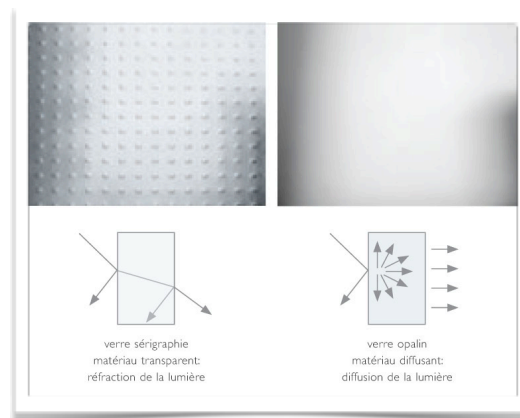 verre sérigraphie
matériau transparent:
réfraction de la lumière
verre opalin
matériau diffusant:
diffusion de la lumière